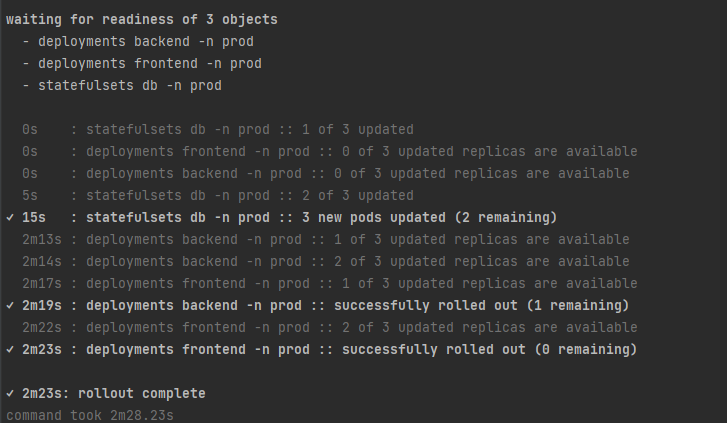 waiting for readiness of 3 objects
- deployments backend -n prod
- deployments frontend -n prod
- statefulsets db -n prod
0s : statefulsets db -n prod :: 1 of 3 updated
0s : deployments frontend -n prod :: 0 of 3 updated replicas are available
0s : deployments backend -n prod :: 0 of 3 updated replicas are available
5s : statefulsets db -n prod :: 2 of 3 updated
✓ 15s : statefulsets db -n prod :: 3 new pods updated (2 remaining)
2m13s : deployments backend -n prod :: 1 of 3 updated replicas are available
2m14s : deployments backend -n prod :: 2 of 3 updated replicas are available
2m17s : deployments frontend -n prod :: 1 of 3 updated replicas are available
✓ 2m19s : deployments backend -n prod :: successfully rolled out (1 remaining)
2m22s : deployments frontend -n prod :: 2 of 3 updated replicas are available
✓ 2m23s : deployments frontend -n prod :: successfully rolled out (0 remaining)
✓ 2m23s: rollout complete
command took 2m28.23s